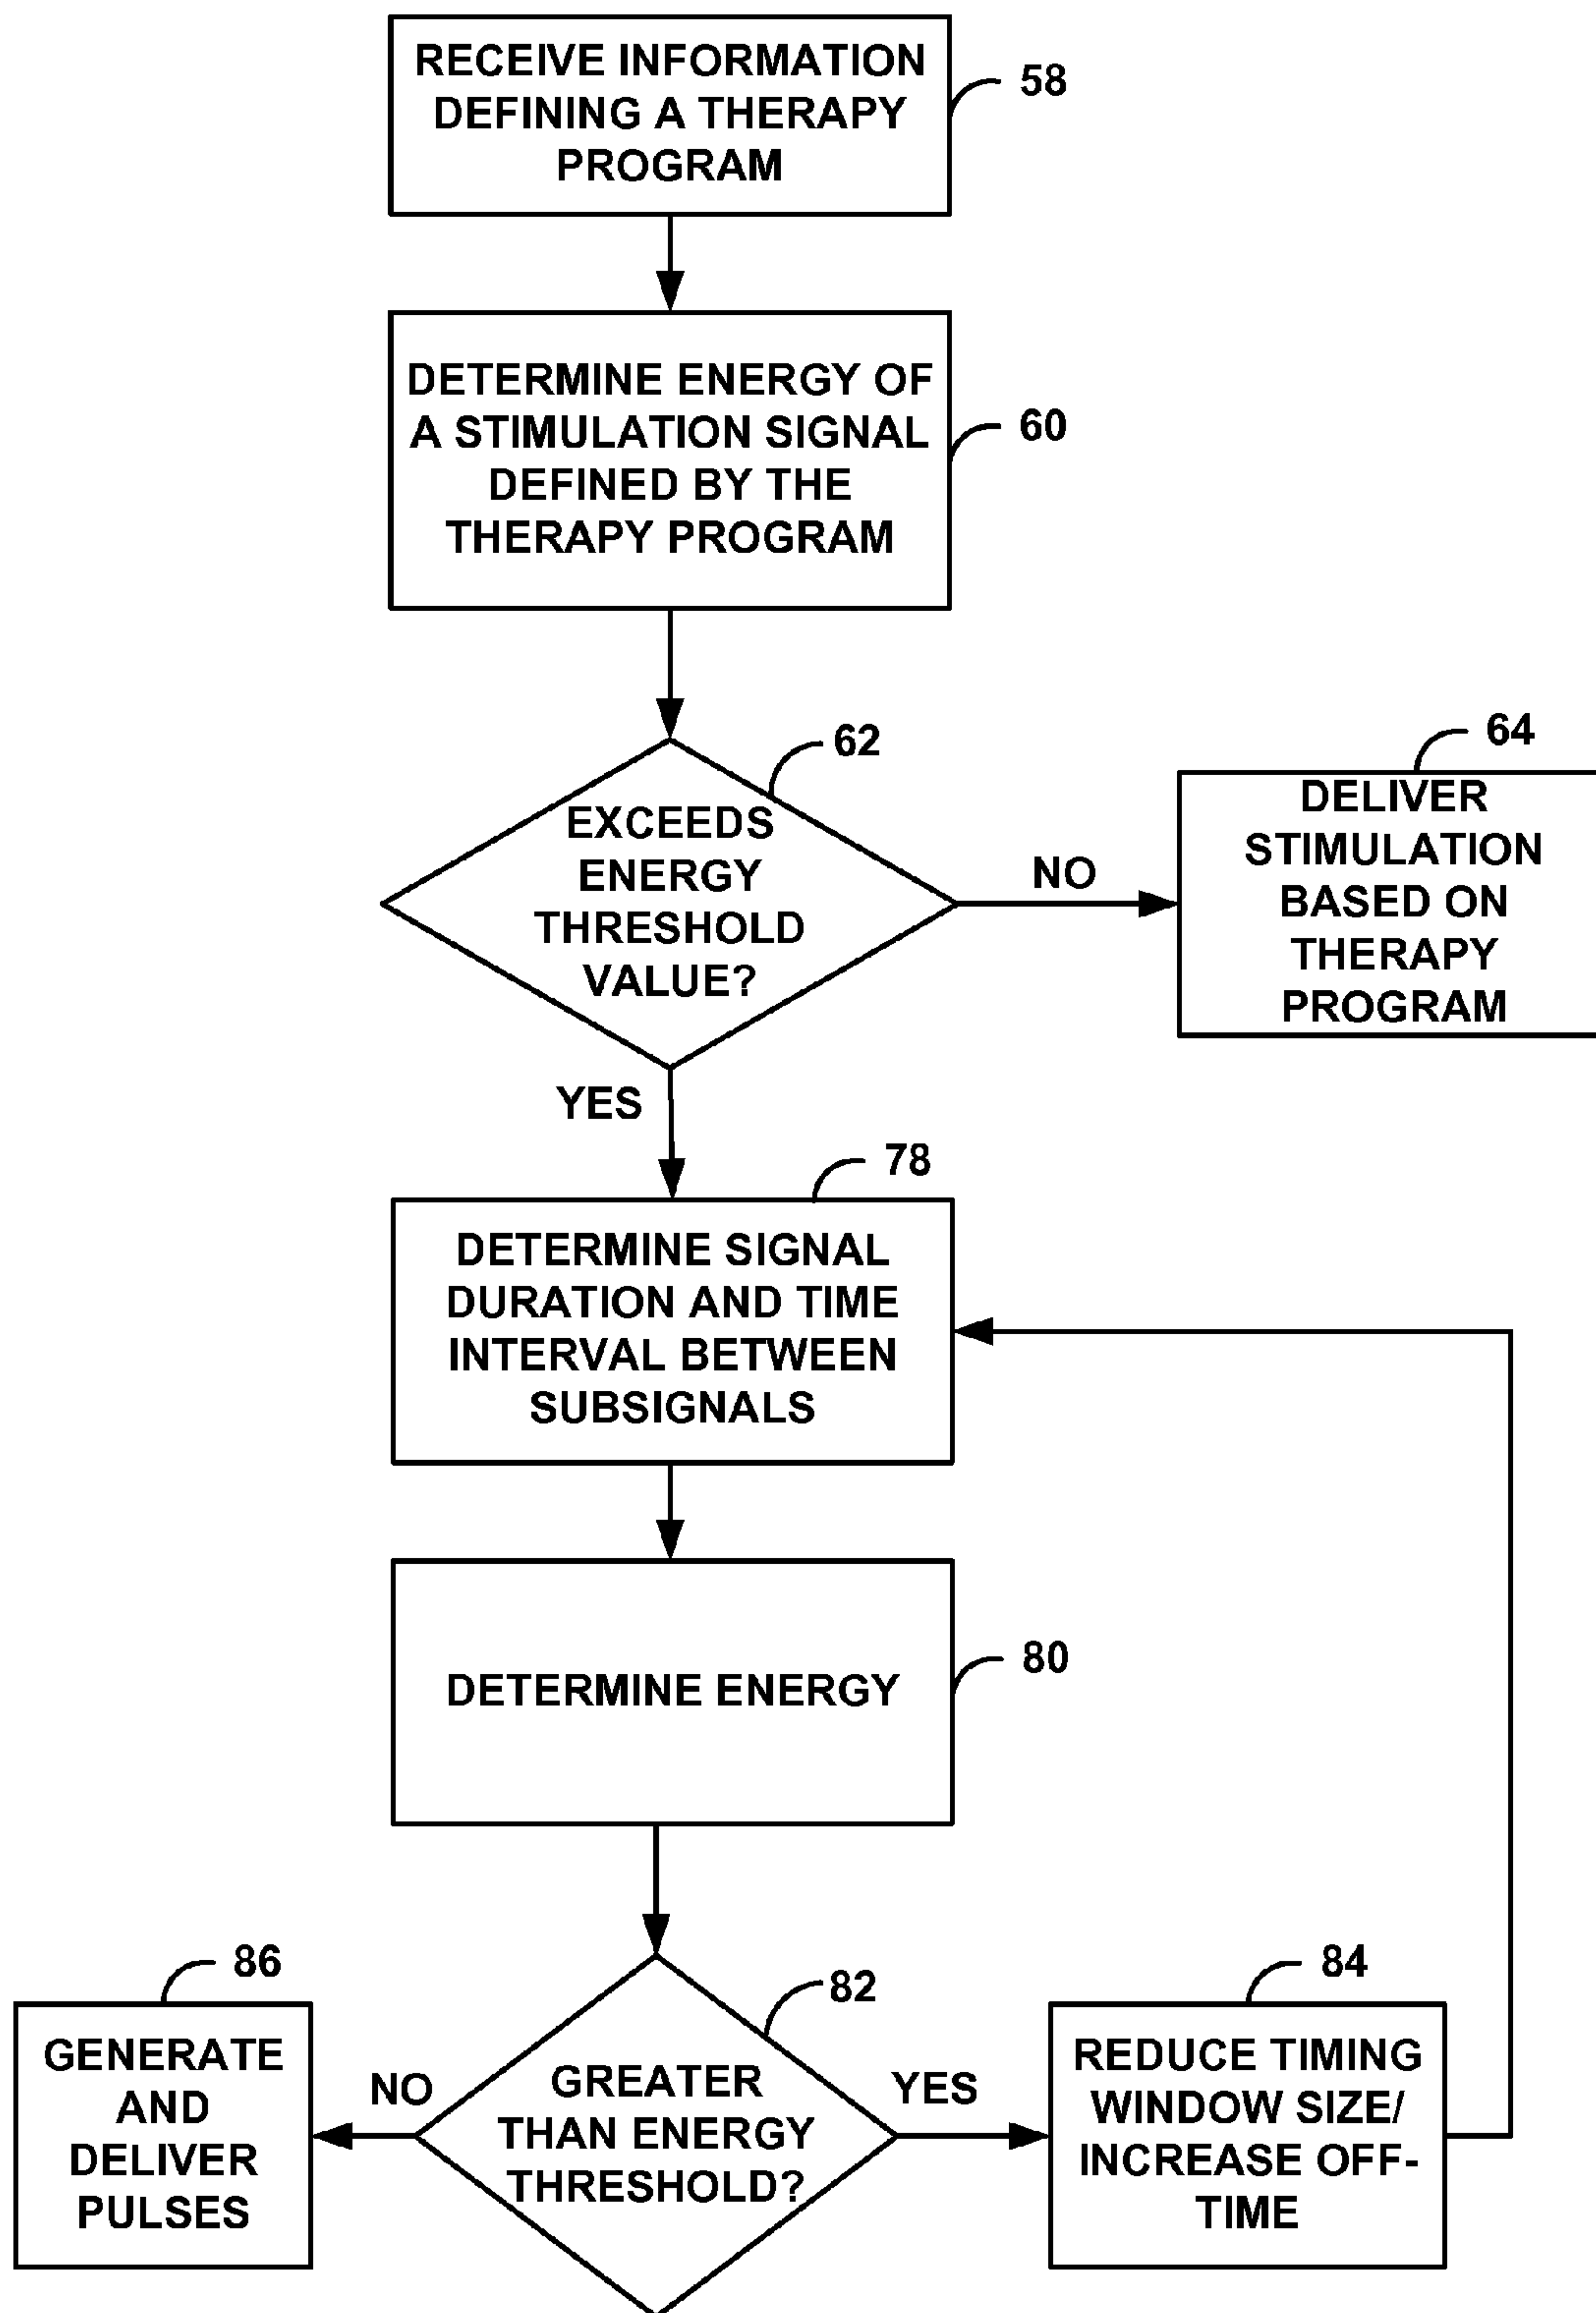 RECEIVE INFORMATION
DEFINING A THERAPY
PROGRAM
58
DETERMINE ENERGY OF
A STIMULATION SIGNAL
DEFINED BY THE
THERAPY PROGRAM
60
62
EXCEEDS
ENERGY
THRESHOLD
VALUE?
NO
64
DELIVER
STIMULATION
BASED ON
THERAPY
PROGRAM
YES
78
DETERMINE SIGNAL
DURATION AND TIME
INTERVAL BETWEEN
SUBSIGNALS
DETERMINE ENERGY
80
82
GREATER
THAN ENERGY
THRESHOLD?
NO
86
GENERATE
AND
DELIVER
PULSES
YES
84
REDUCE TIMING
WINDOW SIZE/
INCREASE OFF-
TIME